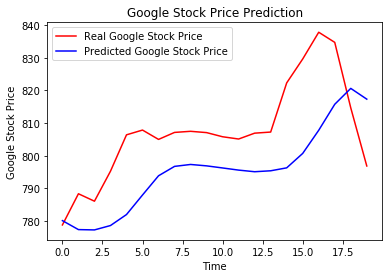 Google Stock Price Prediction
Real Google Stock Price
Predicted Google Stock Price
Google Stock Price
840
830
820
810
800
790
780
0.0 2.5 5.0 7.5 10.0 12.5 15.0 17.5
Time